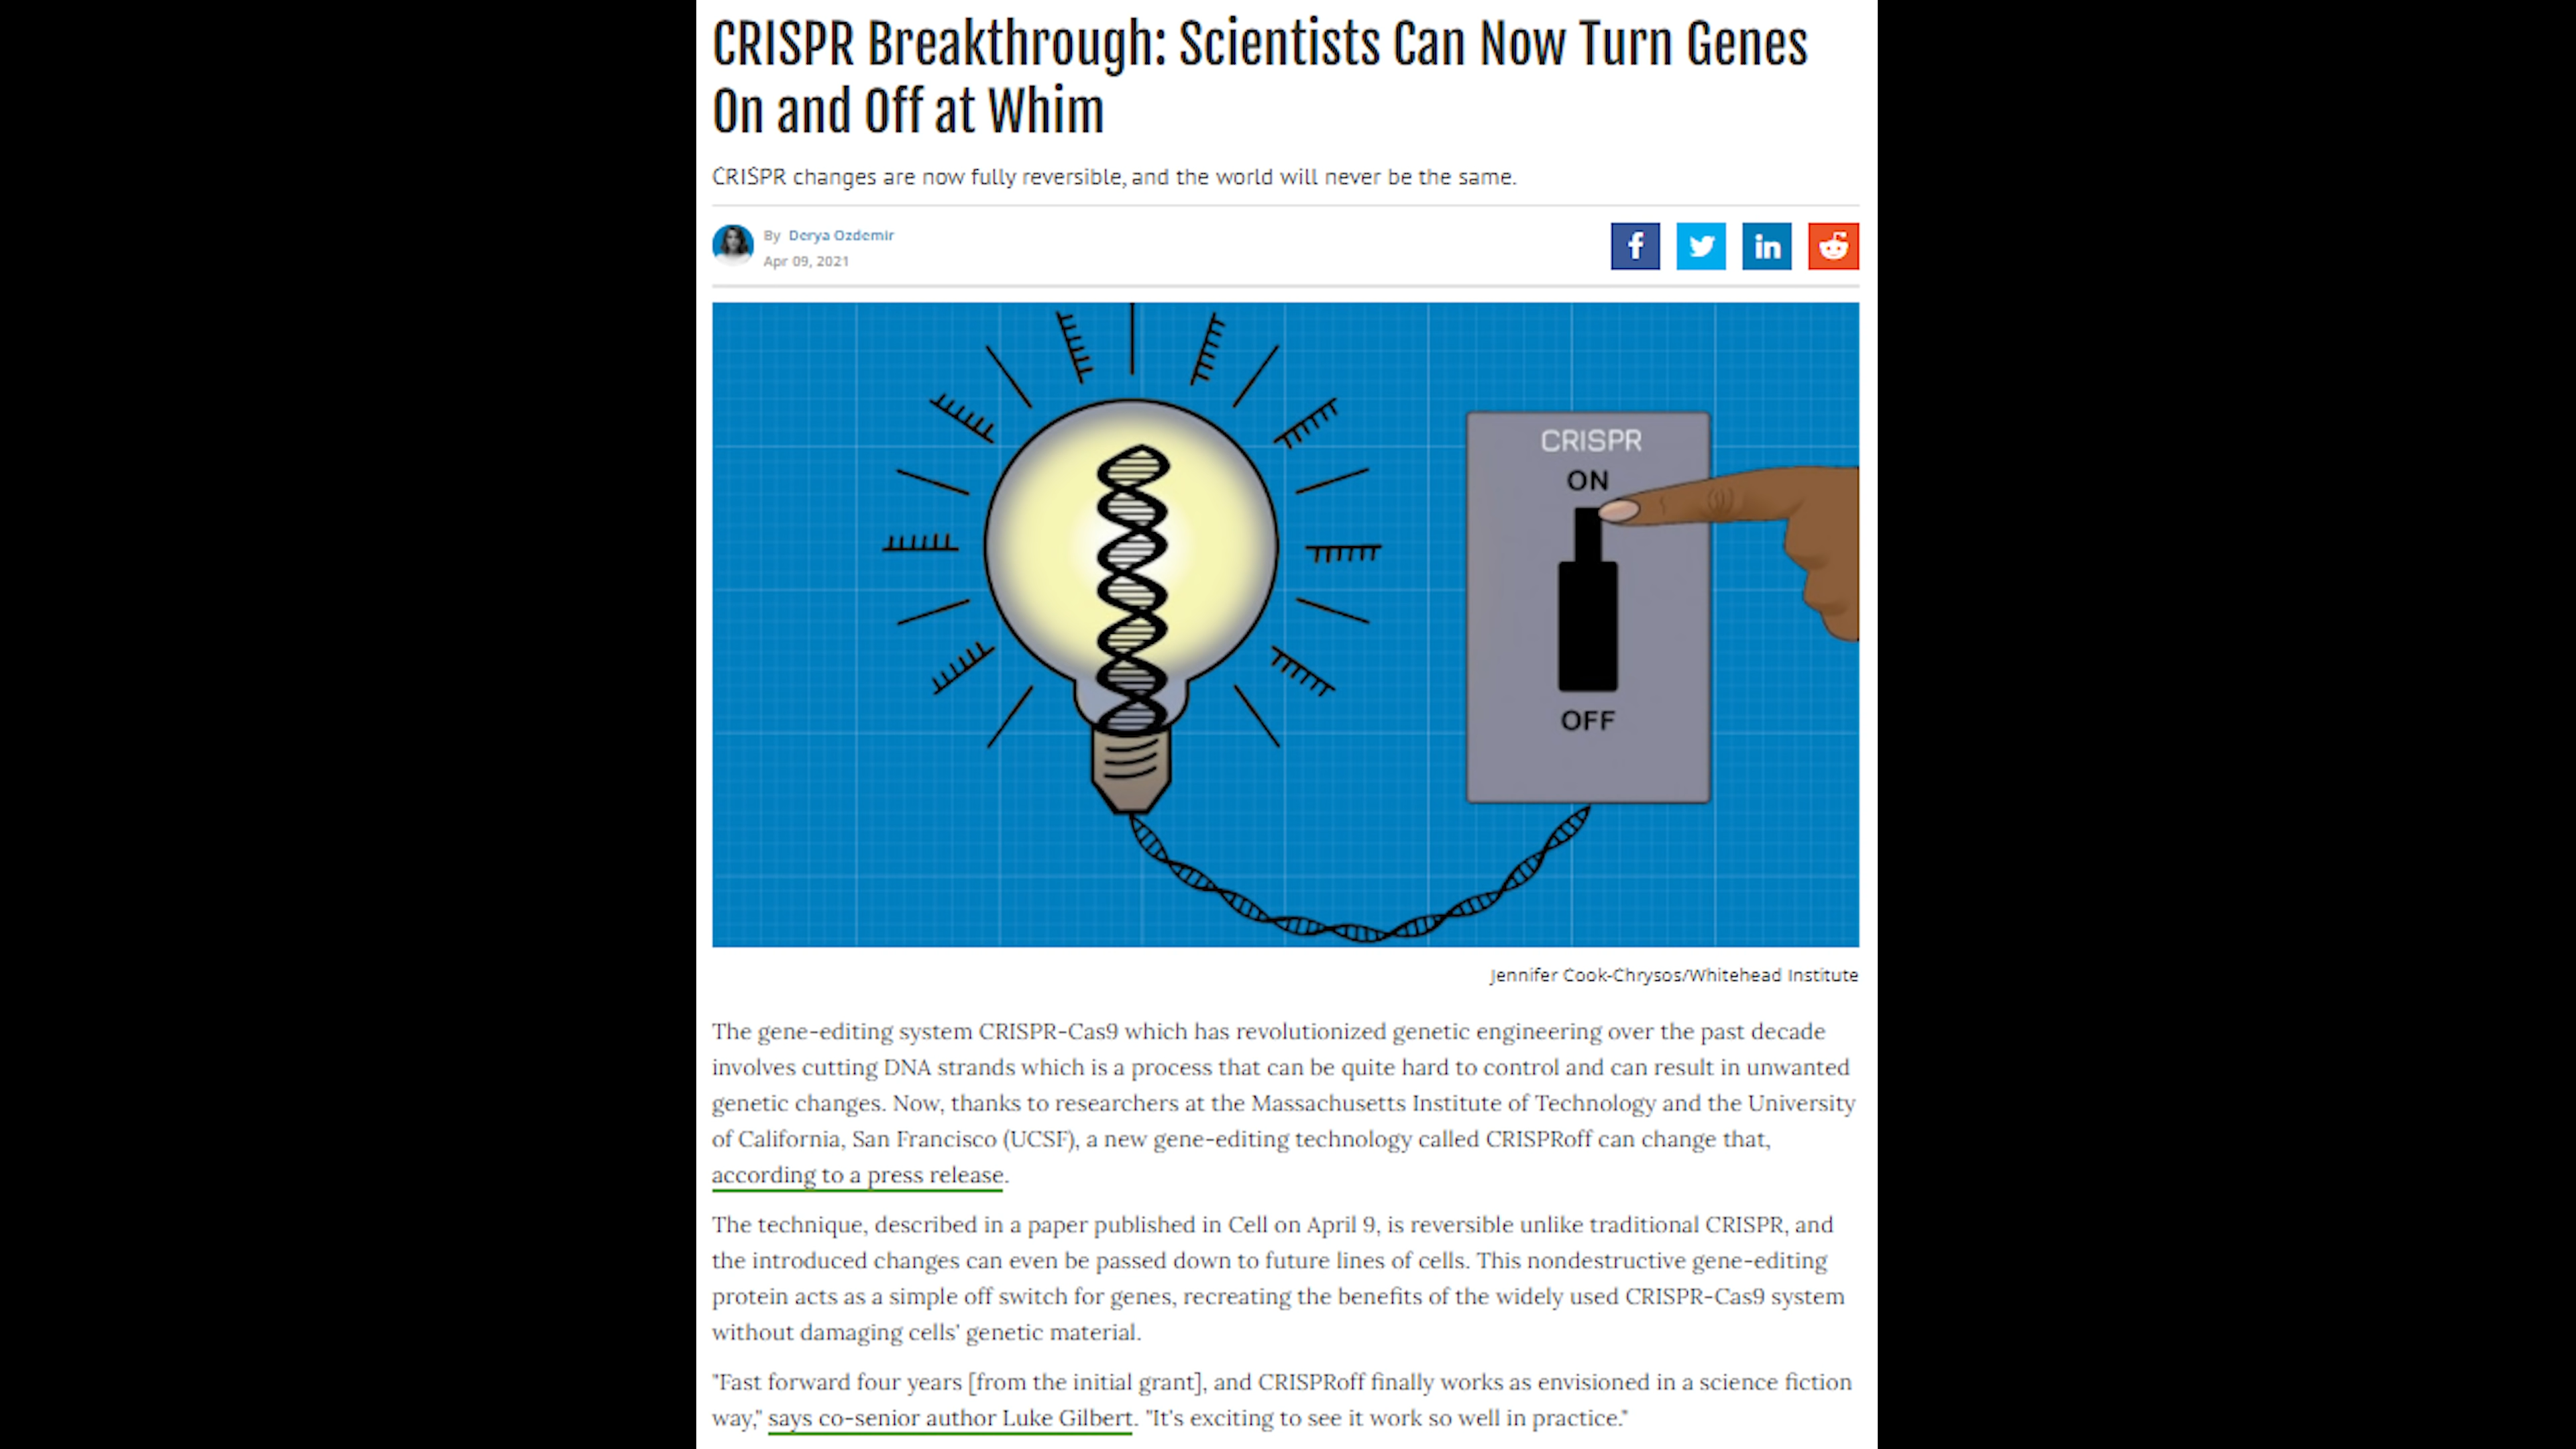 CRISPR Breakthrough: Scientists Can Now Turn Genes
On and Off at Whim
CRISPR changes are now fully reversible, and the world will never be the same.
By Derya Ozdemir
Apr 09, 2021
f
in
CRISPR
ON
OFF
Jennifer Cook-Chrysos/Whitehead Institute
The gene-editing system CRISPR-Cas9 which has revolutionized genetic engineering over the past decade
involves cutting DNA strands which is a process that can be quite hard to control and can result in unwanted
genetic changes. Now, thanks to researchers at the Massachusetts Institute of Technology and the University
of California, San Francisco (UCSF), a new gene-editing technology called CRISPRoff can change that,
according to a press release.
The technique, described in a paper published in Cell on April 9, is reversible unlike traditional CRISPR, and
the introduced changes can even be passed down to future lines of cells. This nondestructive gene-editing
protein acts as a simple off switch for genes, recreating the benefits of the widely used CRISPR-Cas9 system
without damaging cells' genetic material.
"Fast forward four years [from the initial grant], and CRISPRoff finally works as envisioned in a science fiction
way," says co-senior author Luke Gilbert. "It's exciting to see it work so well in practice."